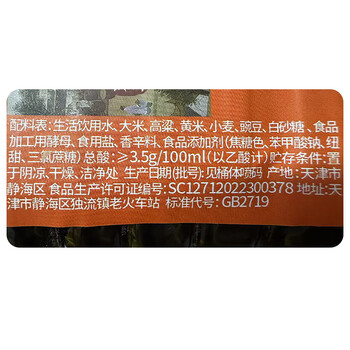 配料表:生活饮用水、大米、高粱、黄米、小麦、豌豆、白砂糖、食品
加工用酵母、食用盐、香辛料、食品添加剂(焦糖色、苯甲酸钠、纽
甜、三氯蔗糖)总酸:≥3.5g/100ml(以乙酸计)贮存条件:置
于阴凉、干燥、洁净处 生产日期(批号):见桶体喷码 产地:天津市
静海区 食品生产许可证编号:SC12712022300378 地址:天
津市静海区独流镇老火车站 标准代号:GB2719